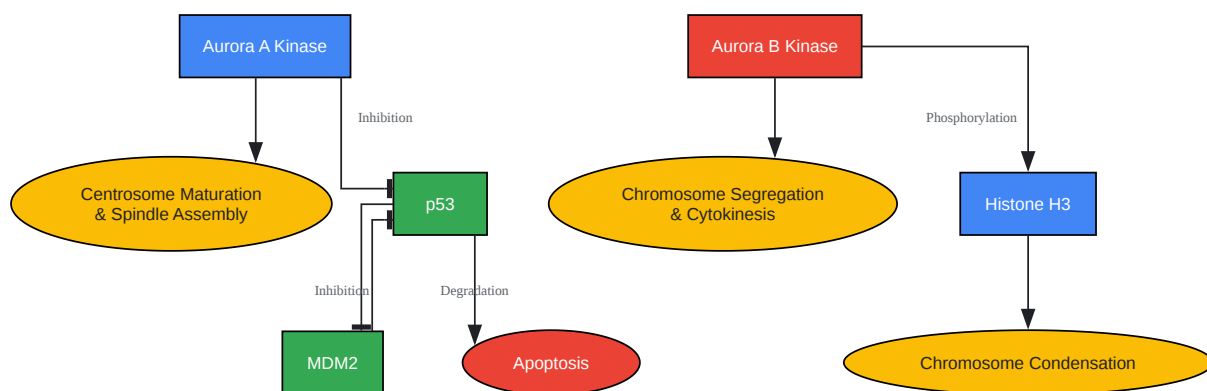 Aurora A Kinase
Aurora B Kinase
Inhibition
Phosphorylation
Centrosome Maturation
& Spindle Assembly
p53
Chromosome Segregation
& Cytokinesis
Histone H3
Inhibition
Degradation
MDM2
Apoptosis
Chromosome Condensation